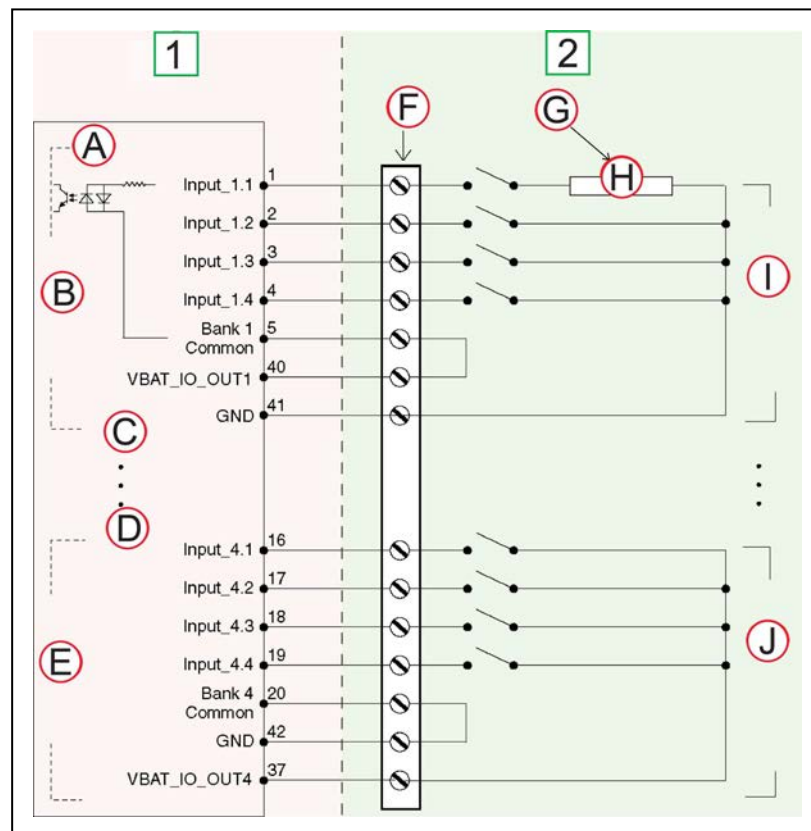 1
2
F
G
A
H
Input_1.1 1
Input_1.2 2
Input_1.3 3
B
I
Input_1.4 4
Bank 1
Common 5
VBAT_IO_OUT1 40
GND 41
C
D
Input_4.1 16
Input_4.2 17
Input_4.3 18
E
J
Input_4.4 19
Bank 4
Common 20
GND 42
VBAT_IO_OUT4 37